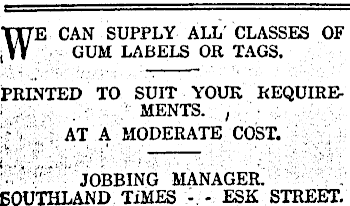 WE CAN SUPPLY ALL CLASSES OF
GUM LABELS OR TAGS.
PRINTED TO SUIT YOUR REQUIRE-
MENTS.
AT A MODERATE COST.
JOBBING MANAGER.
SOUTHLAND TIMES - - ESK STREET.